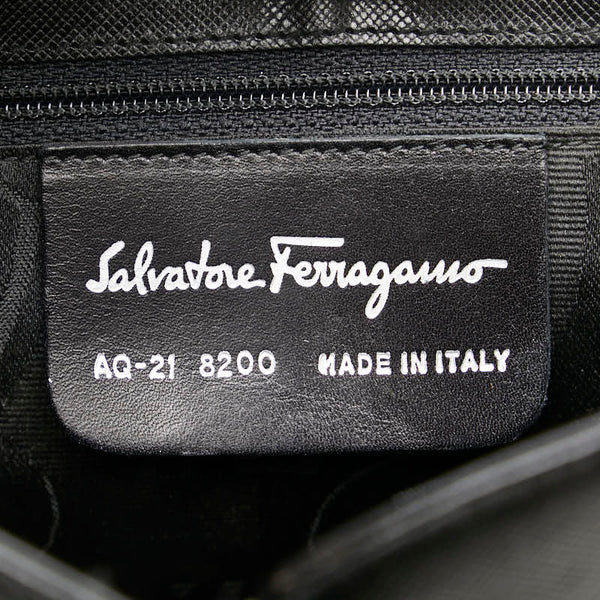 Salvatore Ferragamo
AQ-21 8200 MADE IN ITALY